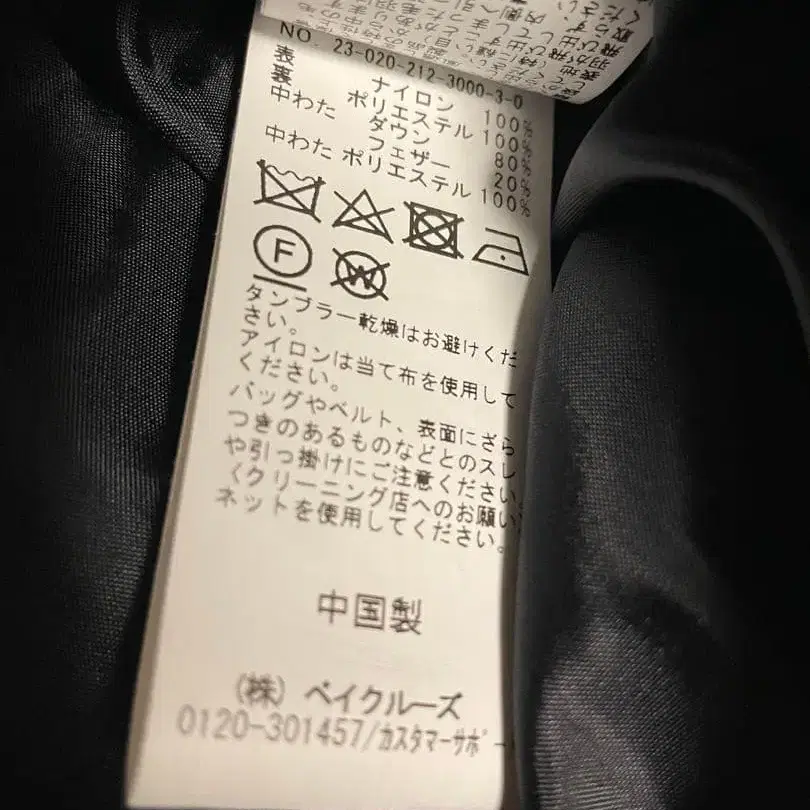 NO. 23-020-212-3000-3-0
表 ナイロン 100%
裏 ポリエステル 100%
中わた ダウン 80%
フェザー 20%
中わた ポリエステル 100%
F
W
タンブラー乾燥はお避けくだ
さい。
アイロンは当て布を使用して
ください。
バッグやベルト、表面にざら
つきのあるものなどとのスレ
や引っ掛けにご注意ください。
〈クリーニング店へのお願い〉
ネットを使用してください。
中国製
(株) ベイクルーズ
0120-301457/カスタマーサポー